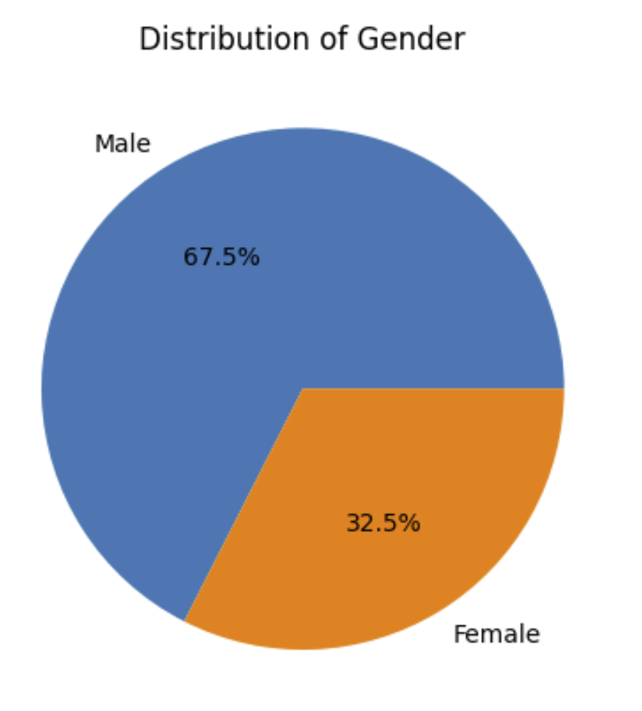 Distribution of Gender
Male
67.5%
32.5%
Female